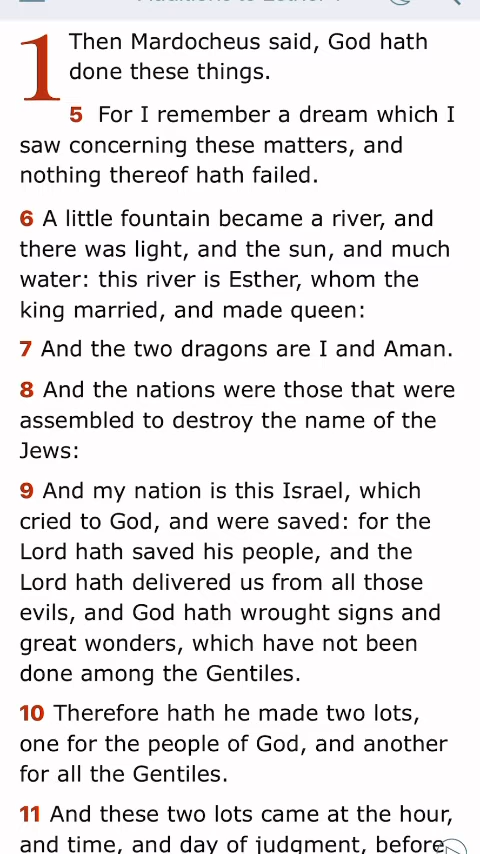 1 Then Mardocheus said, God hath
done these things.
5 For I remember a dream which I
saw concerning these matters, and
nothing thereof hath failed.
6 A little fountain became a river, and
there was light, and the sun, and much
water: this river is Esther, whom the
king married, and made queen:
7 And the two dragons are I and Aman.
8 And the nations were those that were
assembled to destroy the name of the
Jews:
9 And my nation is this Israel, which
cried to God, and were saved: for the
Lord hath saved his people, and the
Lord hath delivered us from all those
evils, and God hath wrought signs and
great wonders, which have not been
done among the Gentiles.
10 Therefore hath he made two lots,
one for the people of God, and another
for all the Gentiles.
11 And these two lots came at the hour,
and time, and day of judgment, before